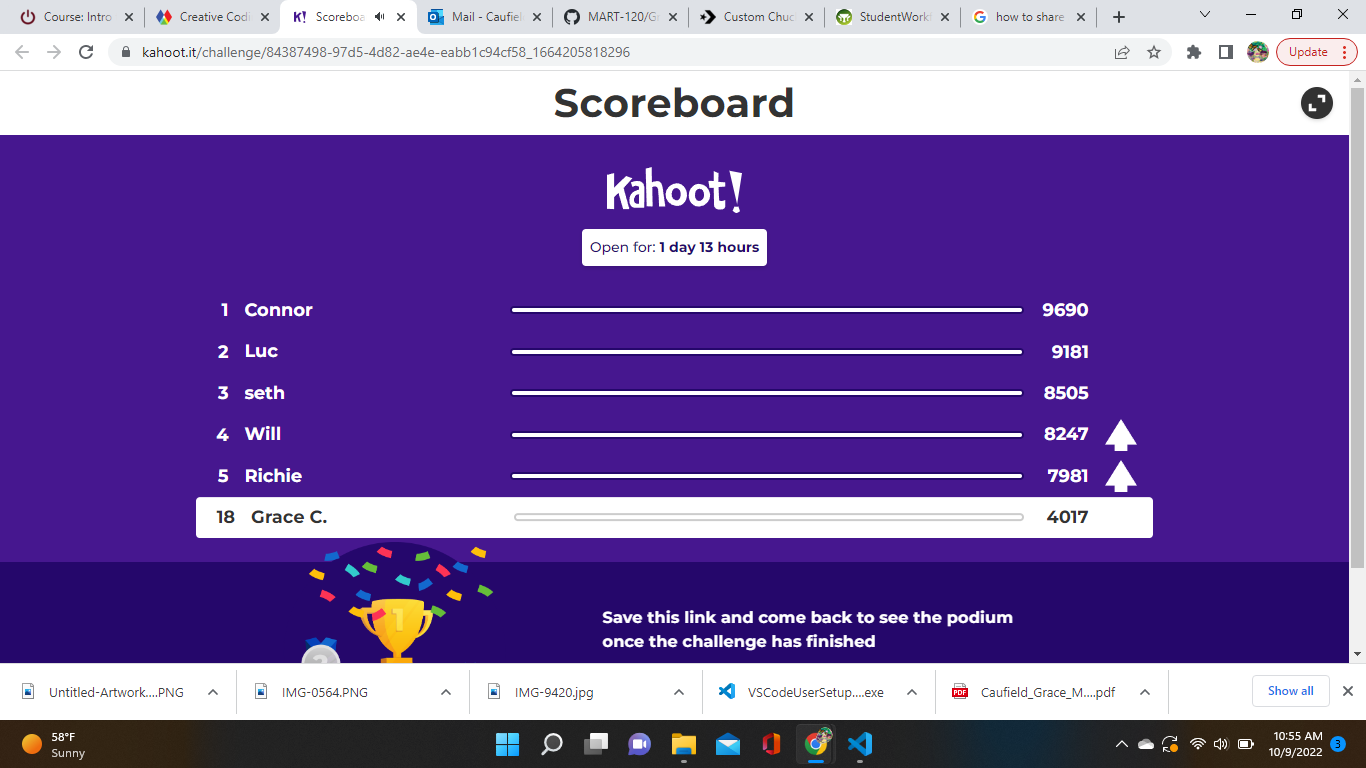 Course: Intro
Creative Codi
Scoreboa
Mail - Caufiel
MART-120/Gr
Custom Chuc
StudentWork
how to share
kahoot.it/challenge/84387498-97d5-4d82-ae4e-eabb1c94cf58_1664205818296
Update
Scoreboard
Kahoot!
Open for: 1 day 13 hours
1 Connor 9690
2 Luc 9181
3 seth 8505
4 Will 8247
5 Richie 7981
18 Grace C. 4017
1
2
Save this link and come back to see the podium
once the challenge has finished
Untitled-Artwork....PNG
IMG-0564.PNG
IMG-9420.jpg
VSCodeUserSetup....exe
PDF
Caufield_Grace_M....pdf
Show all
58°F
Sunny
10:55 AM
10/9/2022
3